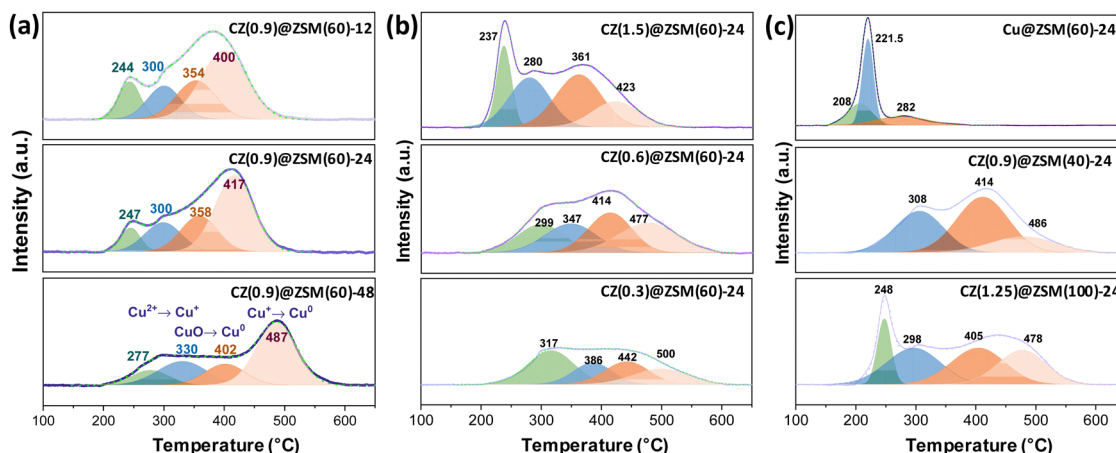 (a)
CZ(0.9)@ZSM(60)-12
244
300
354
400
CZ(0.9)@ZSM(60)-24
247
300
358
417
CZ(0.9)@ZSM(60)-48
Cu2+→ Cu+
CuO→ Cu0
Cu+→ Cu0
277
330
402
487
Intensity (a.u.)
100 200 300 400 500 600
Temperature (°C)
(b)
CZ(1.5)@ZSM(60)-24
237
280
361
423
CZ(0.6)@ZSM(60)-24
299
347
414
477
CZ(0.3)@ZSM(60)-24
317
386
442
500
Intensity (a.u.)
100 200 300 400 500 600
Temperature (°C)
(c)
Cu@ZSM(60)-24
221.5
208
282
CZ(0.9)@ZSM(40)-24
308
414
486
CZ(1.25)@ZSM(100)-24
248
298
405
478
Intensity (a.u.)
100 200 300 400 500 600
Temperature (°C)